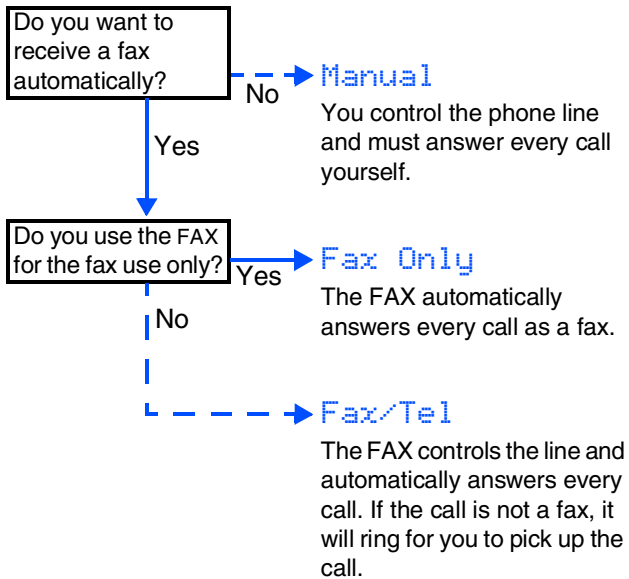 Do you want to
receive a fax
automatically?
No
Manual
You control the phone line
and must answer every call
yourself.
Yes
Do you use the FAX
for the fax use only?
Yes
Fax Only
The FAX automatically
answers every call as a fax.
No
Fax/Tel
The FAX controls the line and
automatically answers every
call. If the call is not a fax, it
will ring for you to pick up the
call.